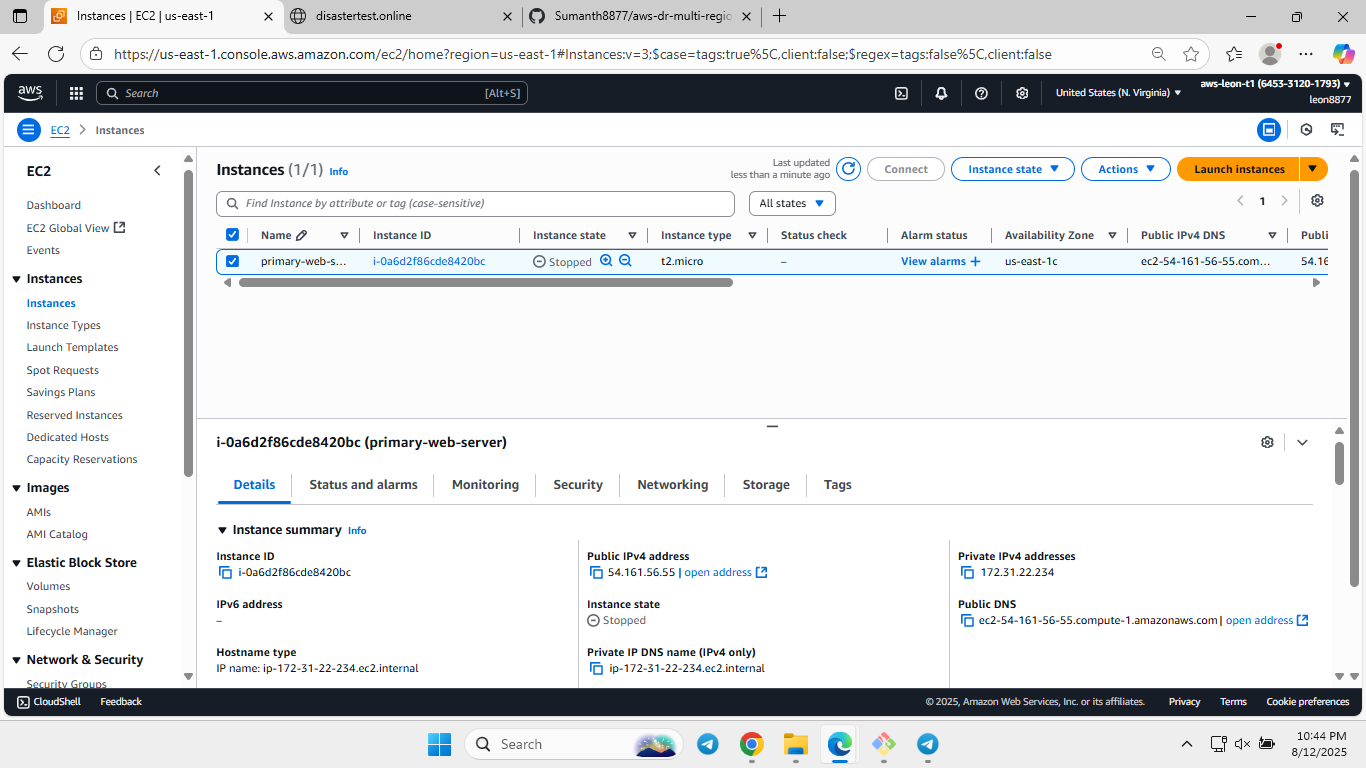 Instances | EC2 | us-east-1
disastertest.online
Sumanth8877/aws-dr-multi-regio
https://us-east-1.console.aws.amazon.com/ec2/home?region=us-east-1#Instances:v=3;$case=tags:true%5C,client:false;$regex=tags:false%5C,client:false
aws
Search
[Alt+S]
United States (N. Virginia)
aws-leon-t1 (6453-3120-1793)
leon8877
EC2
Instances
EC2
Dashboard
EC2 Global View
Events
Instances
Instances
Instance Types
Launch Templates
Spot Requests
Savings Plans
Reserved Instances
Dedicated Hosts
Capacity Reservations
Images
AMIs
AMI Catalog
Elastic Block Store
Volumes
Snapshots
Lifecycle Manager
Network & Security
Security Groups
Instances (1/1) Info
Last updated
less than a minute ago
Connect
Instance state
Actions
Launch instances
Find Instance by attribute or tag (case-sensitive)
All states
1
Name Instance ID Instance state Instance type Status check Alarm status Availability Zone Public IPv4 DNS Publi
primary-web-s... i-0a6d2f86cde8420bc Stopped t2.micro – View alarms + us-east-1c ec2-54-161-56-55.com... 54.16
i-0a6d2f86cde8420bc (primary-web-server)
Details Status and alarms Monitoring Security Networking Storage Tags
Instance summary Info
Instance ID
i-0a6d2f86cde8420bc
IPv6 address
–
Hostname type
IP name: ip-172-31-22-234.ec2.internal
Public IPv4 address
54.161.56.55 | open address
Instance state
Stopped
Private IP DNS name (IPv4 only)
ip-172-31-22-234.ec2.internal
Private IPv4 addresses
172.31.22.234
Public DNS
ec2-54-161-56-55.compute-1.amazonaws.com | open address
CloudShell Feedback
© 2025, Amazon Web Services, Inc. or its affiliates. Privacy Terms Cookie preferences
Search
10:44 PM
8/12/2025